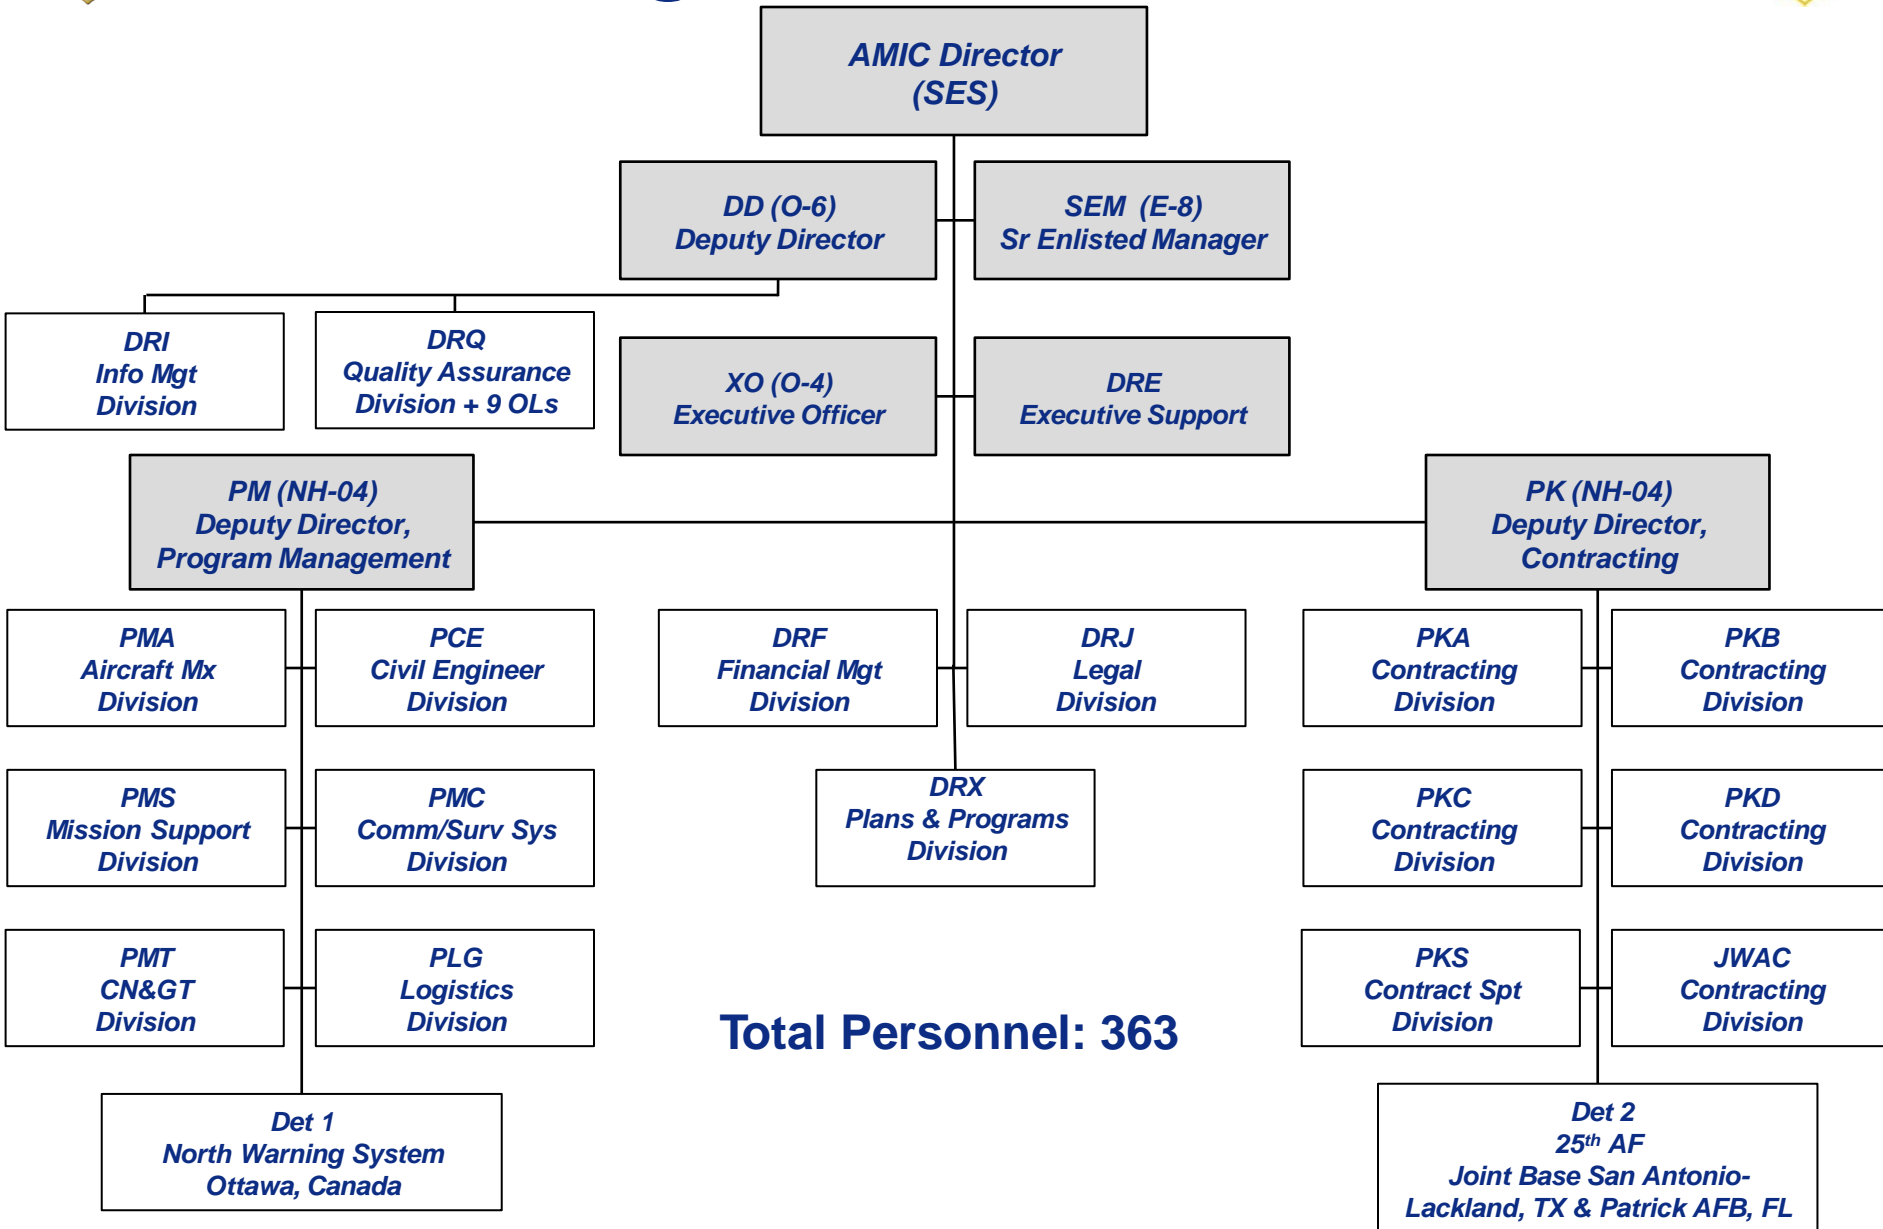 AMIC Director
(SES)
DD (O-6)
Deputy Director
SEM (E-8)
Sr Enlisted Manager
DRI
Info Mgt
Division
DRQ
Quality Assurance
Division + 9 OLs
XO (O-4)
Executive Officer
DRE
Executive Support
PM (NH-04)
Deputy Director,
Program Management
PK (NH-04)
Deputy Director,
Contracting
PMA
Aircraft Mx
Division
PCE
Civil Engineer
Division
DRF
Financial Mgt
Division
DRJ
Legal
Division
PKA
Contracting
Division
PKB
Contracting
Division
PMS
Mission Support
Division
PMC
Comm/Surv Sys
Division
DRX
Plans & Programs
Division
PKC
Contracting
Division
PKD
Contracting
Division
PMT
CN&GT
Division
PLG
Logistics
Division
Total Personnel: 363
PKS
Contract Spt
Division
JWAC
Contracting
Division
Det 1
North Warning System
Ottawa, Canada
Det 2
25th AF
Joint Base San Antonio-
Lackland, TX & Patrick AFB, FL